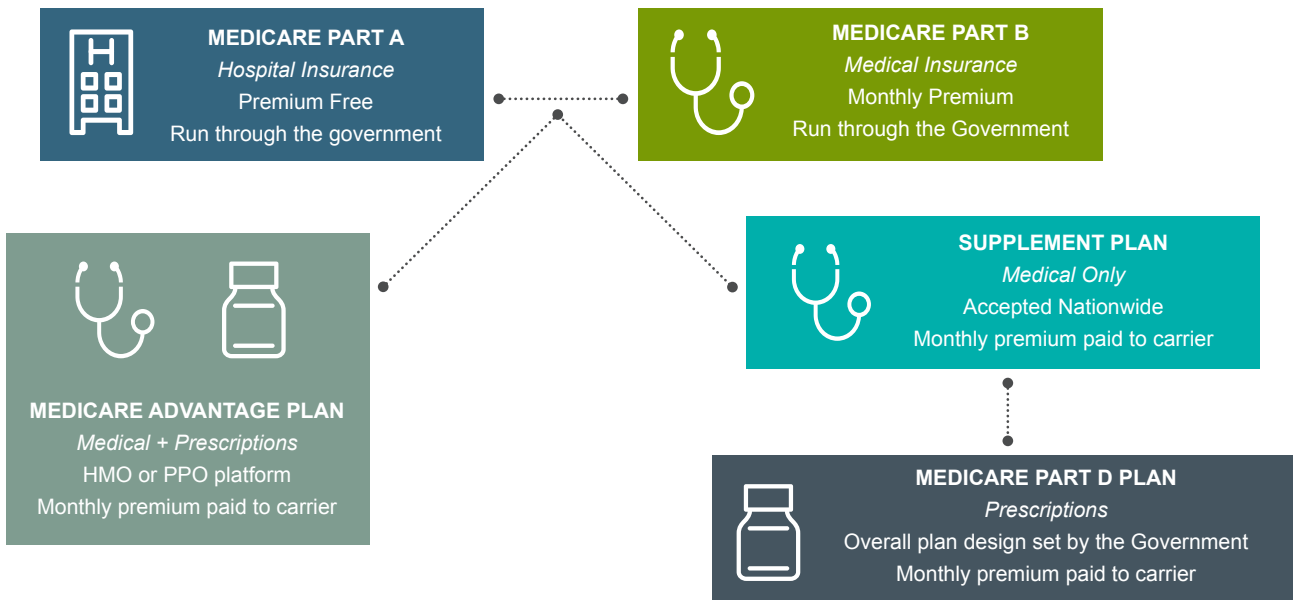 H
MEDICARE PART A
Hospital Insurance
Premium Free
Run through the government
MEDICARE PART B
Medical Insurance
Monthly Premium
Run through the Government
MEDICARE ADVANTAGE PLAN
Medical + Prescriptions
HMO or PPO platform
Monthly premium paid to carrier
SUPPLEMENT PLAN
Medical Only
Accepted Nationwide
Monthly premium paid to carrier
MEDICARE PART D PLAN
Prescriptions
Overall plan design set by the Government
Monthly premium paid to carrier